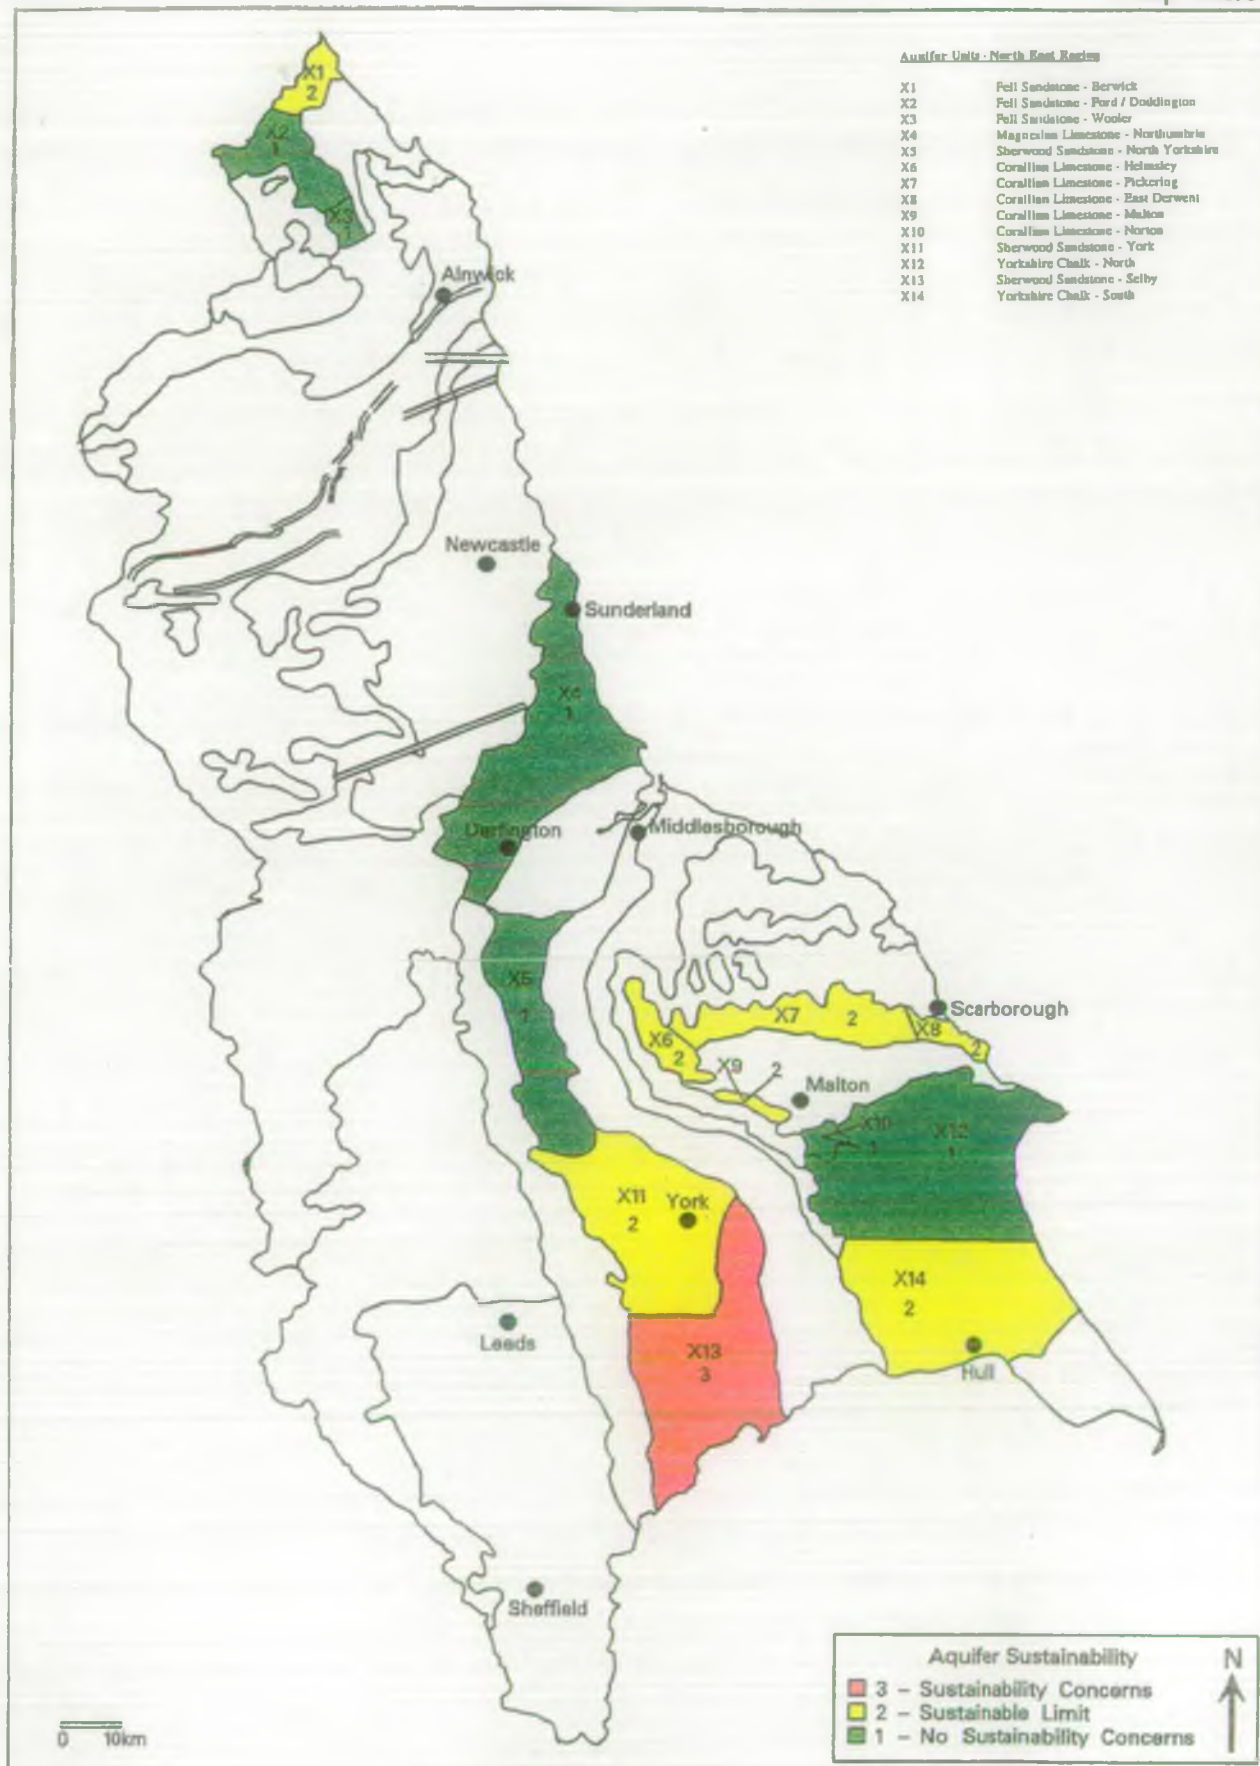 Aquifer Units - North East Region
X1 Fell Sandstone - Berwick
X2 Fell Sandstone - Ford / Doddington
X3 Fell Sandstone - Wooler
X4 Magnesian Limestone - Northumbria
X5 Sherwood Sandstone - North Yorkshire
X6 Corallian Limestone - Helmsley
X7 Corallian Limestone - Pickering
X8 Corallian Limestone - East Derwent
X9 Corallian Limestone - Malton
X10 Corallian Limestone - Norton
X11 Sherwood Sandstone - York
X12 Yorkshire Chalk - North
X13 Sherwood Sandstone - Selby
X14 Yorkshire Chalk - South
X1
2
X2
1
X3
1
Alnwick
Newcastle
Sunderland
X4
1
Darlington
Middlesborough
X5
1
Scarborough
X7 2
X8
2
X6
2
X9 2
Malton
X10
1
X12
1
X11
2
York
X14
2
Leeds
X13
3
Hull
Sheffield
Aquifer Sustainability
N
3 - Sustainability Concerns
2 - Sustainable Limit
1 - No Sustainability Concerns
0 10km